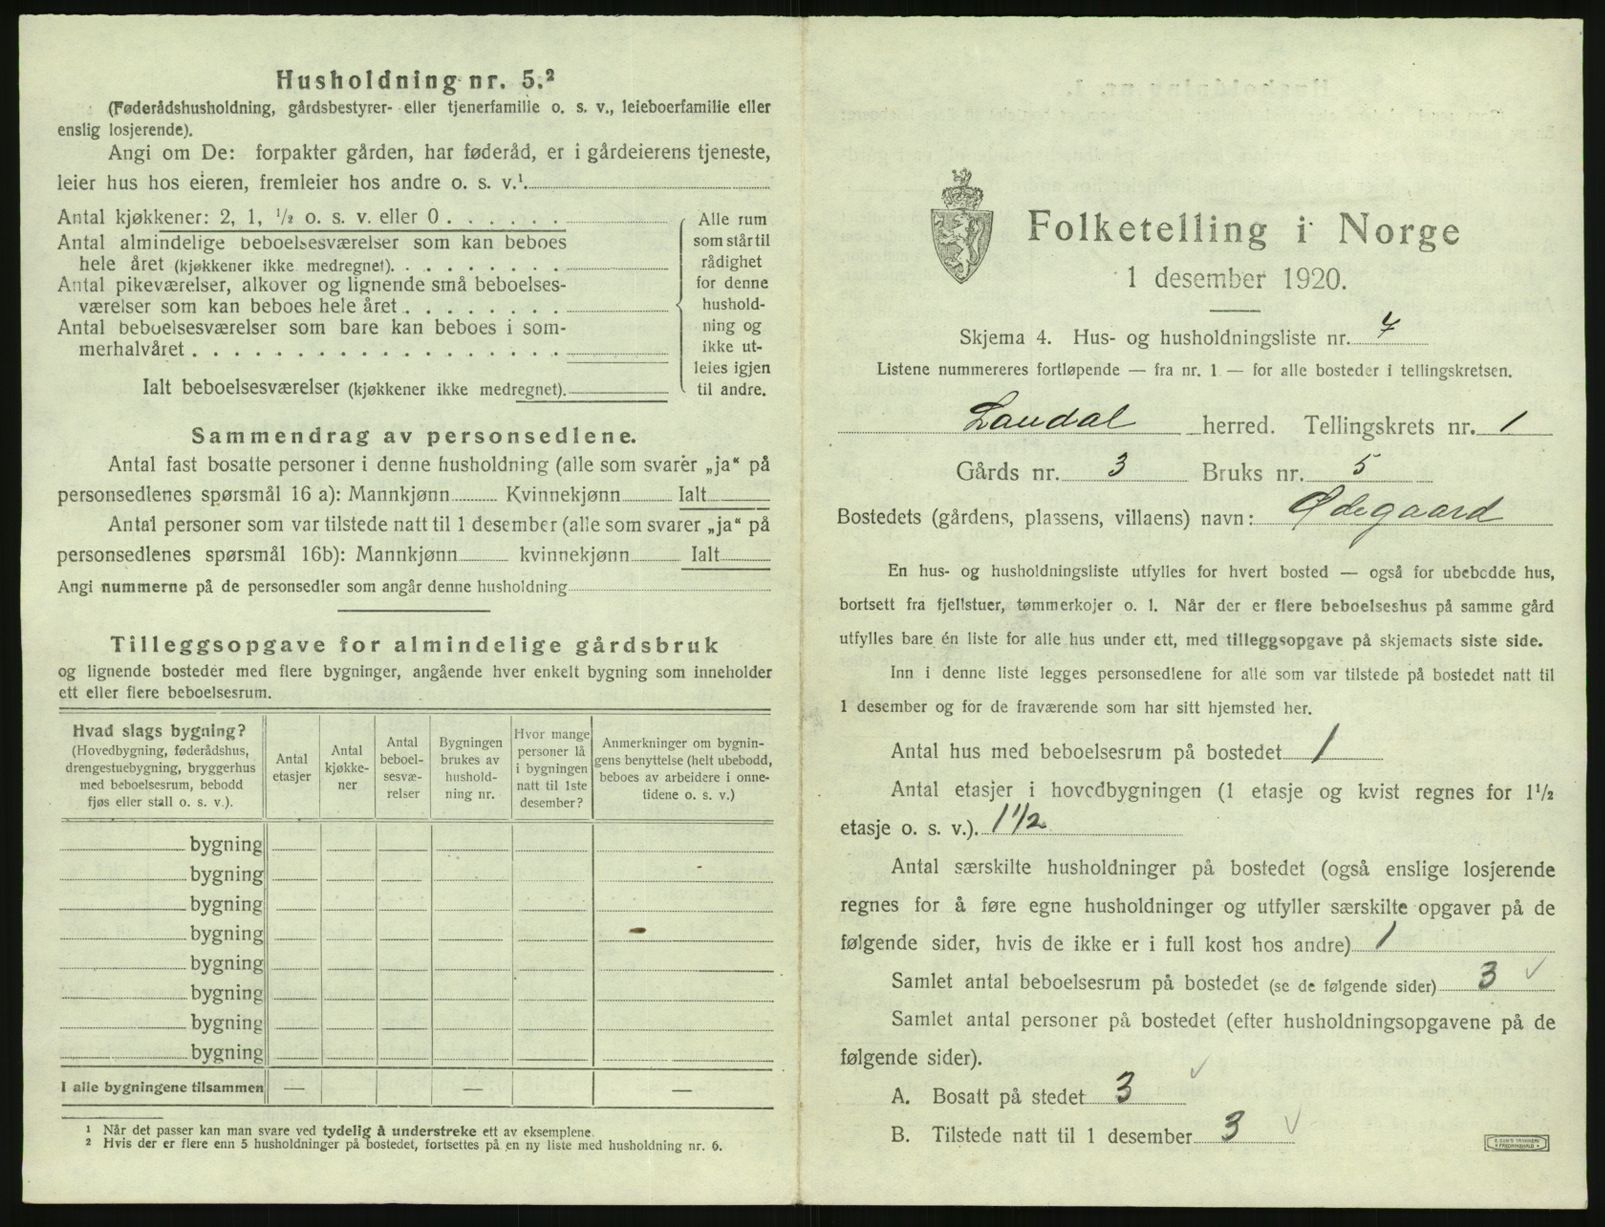 Husholdning nr. 5.²
(Føderådshusholdning, gårdsbestyrer- eller tjenerfamilie o. s. v., leieboerfamilie eller
enslig losjerende).
Angi om De: forpakter gården, har føderåd, er i gårdeierens tjeneste,
leier hus hos eieren, fremleier hos andre o. s. v.¹
Antal kjøkkener: 2, 1, ½ o. s. v. eller 0 . . . . . .
Antal almindelige beboelsesværelser som kan beboes
hele året (kjøkkener ikke medregnet). . . . . . . . .
Antal pikeværelser, alkover og lignende små beboelses-
værelser som kan beboes hele året . . . . . . . .
Antal beboelsesværelser som bare kan beboes i som-
merhalvåret . . . . . . . . . . . . . . . . . .
Ialt beboelsesværelser (kjøkkener ikke medregnet).
Alle rum
som står til
rådighet
for denne
hushold-
ning og
ikke ut-
leies igjen
til andre.
Sammendrag av personsedlene.
Antal fast bosatte personer i denne husholdning (alle som svarer „ja“ på
personsedlenes spørsmål 16 a): Mannkjønn Kvinnekjønn Ialt
Antal personer som var tilstede natt til 1 desember (alle som svarer „ja“ på
personsedlenes spørsmål 16b): Mannkjønn kvinnekjønn Ialt
Angi nummerne på de personsedler som angår denne husholdning
Tilleggsopgave for almindelige gårdsbruk
og lignende bosteder med flere bygninger, angående hver enkelt bygning som inneholder
ett eller flere beboelsesrum.
Hvad slags bygning?
(Hovedbygning, føderådshus,
drengestuebygning, bryggerhus
med beboelsesrum, bebodd
fjøs eller stall o. s. v.).
Antal
etasjer
Antal
kjøkke-
ner
Antal
beboel-
sesvæ-
relser
Bygningen
brukes av
hushold-
ning nr.
Hvor mange
personer lå
i bygningen
natt til 1ste
desember?
Anmerkninger om bygnin-
gens benyttelse (helt ubebodd,
beboes av arbeidere i onne-
tidene o. s. v.)
bygning
bygning
bygning
bygning
bygning
bygning
bygning
bygning
I alle bygningene tilsammen — — —
¹ Når det passer kan man svare ved tydelig å understreke ett av eksemplene.
² Hvis der er flere enn 5 husholdninger på bostedet, fortsettes på en ny liste med husholdning nr. 6.
Folketelling i Norge
1 desember 1920.
Skjema 4. Hus- og husholdningsliste nr. 7
Listene nummereres fortløpende — fra nr. 1 — for alle bosteder i tellingskretsen.
Laudal herred. Tellingskrets nr. 1
Gårds nr. 3 Bruks nr. 5
Bostedets (gårdens, plassens, villaens) navn: Ødegaard
En hus- og husholdningsliste utfylles for hvert bosted — også for ubebodde hus,
bortsett fra fjellstuer, tømmerkojer o. l. Når der er flere beboelseshus på samme gård
utfylles bare én liste for alle hus under ett, med tilleggsopgave på skjemaets siste side.
Inn i denne liste legges personsedlene for alle som var tilstede på bostedet natt til
1 desember og for de fraværende som har sitt hjemsted her.
Antal hus med beboelsesrum på bostedet 1
Antal etasjer i hovedbygningen (1 etasje og kvist regnes for 1½
etasje o. s. v.). 1½
Antal særskilte husholdninger på bostedet (også enslige losjerende
regnes for å føre egne husholdninger og utfyller særskilte opgaver på de
følgende sider, hvis de ikke er i full kost hos andre) 1
Samlet antal beboelsesrum på bostedet (se de følgende sider) 3 ✓
Samlet antal personer på bostedet (efter husholdningsopgavene på de
følgende sider).
A. Bosatt på stedet 3 ✓
B. Tilstede natt til 1 desember 3 ✓